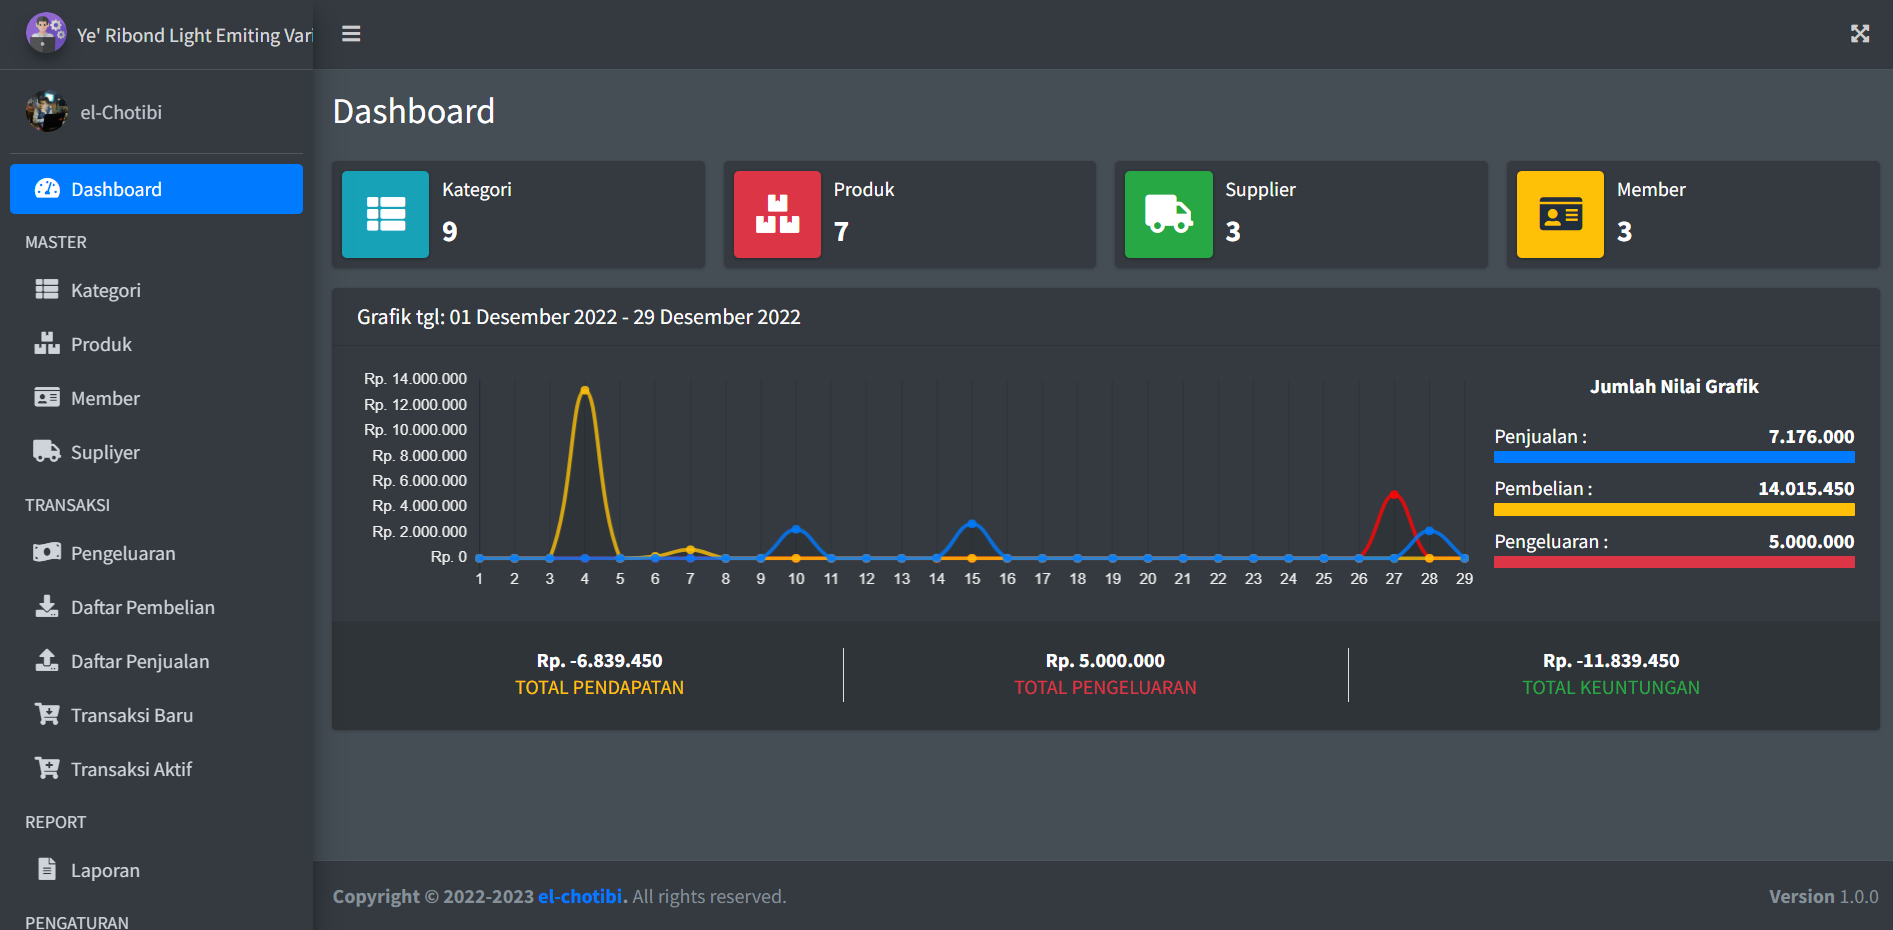 Ye' Ribond Light Emiting Vari
el-Chotibi
Dashboard
MASTER
Kategori
Produk
Member
Supliyer
TRANSAKSI
Pengeluaran
Daftar Pembelian
Daftar Penjualan
Transaksi Baru
Transaksi Aktif
REPORT
Laporan
PENGATURAN
Dashboard
Kategori
9
Produk
7
Supplier
3
Member
3
Grafik tgl: 01 Desember 2022 - 29 Desember 2022
Rp. 14.000.000
Rp. 12.000.000
Rp. 10.000.000
Rp. 8.000.000
Rp. 6.000.000
Rp. 4.000.000
Rp. 2.000.000
Rp. 0
1 2 3 4 5 6 7 8 9 10 11 12 13 14 15 16 17 18 19 20 21 22 23 24 25 26 27 28 29
Jumlah Nilai Grafik
Penjualan : 7.176.000
Pembelian : 14.015.450
Pengeluaran : 5.000.000
Rp. -6.839.450
TOTAL PENDAPATAN
Rp. 5.000.000
TOTAL PENGELUARAN
Rp. -11.839.450
TOTAL KEUNTUNGAN
Copyright © 2022-2023 el-chotibi. All rights reserved.
Version 1.0.0